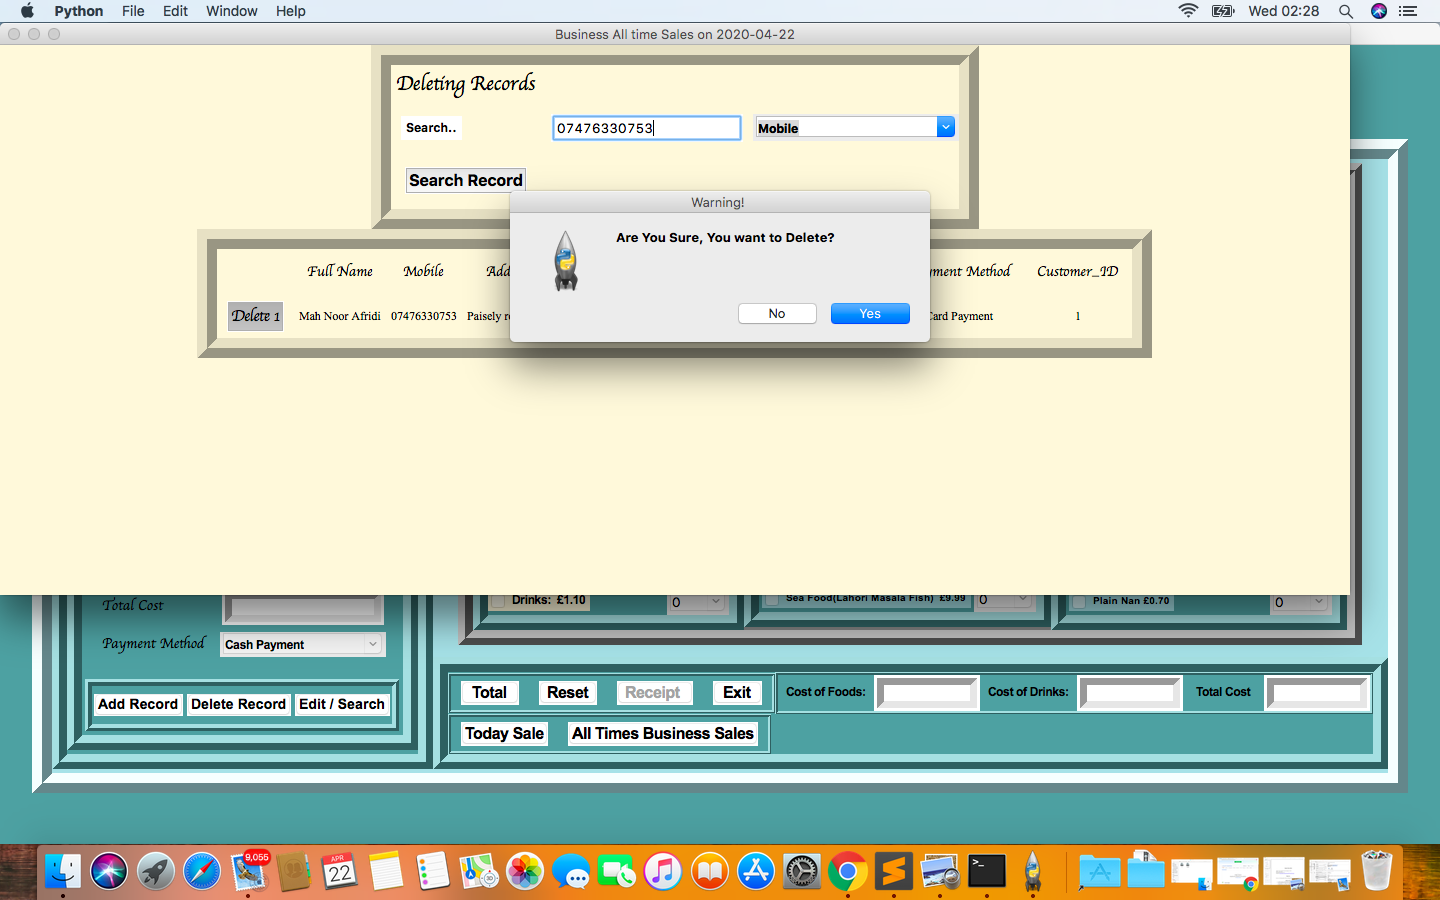 Python File Edit Window Help Wed 02:28
Business All time Sales on 2020-04-22
Deleting Records
Search.. 07476330753 Mobile
Search Record
Warning!
Are You Sure, You want to Delete?
No Yes
Full Name Mobile Add yment Method Customer_ID
Delete 1 Mah Noor Afridi 07476330753 Paisely r Card Payment 1
Total Cost
Drinks: £1.10 0 Sea Food(Lahori Masala Fish) £9.99 0 Plain Nan £0.70 0
Payment Method Cash Payment
Add Record Delete Record Edit / Search
Total Reset Receipt Exit Cost of Foods: Cost of Drinks: Total Cost
Today Sale All Times Business Sales
9,055
APR
22